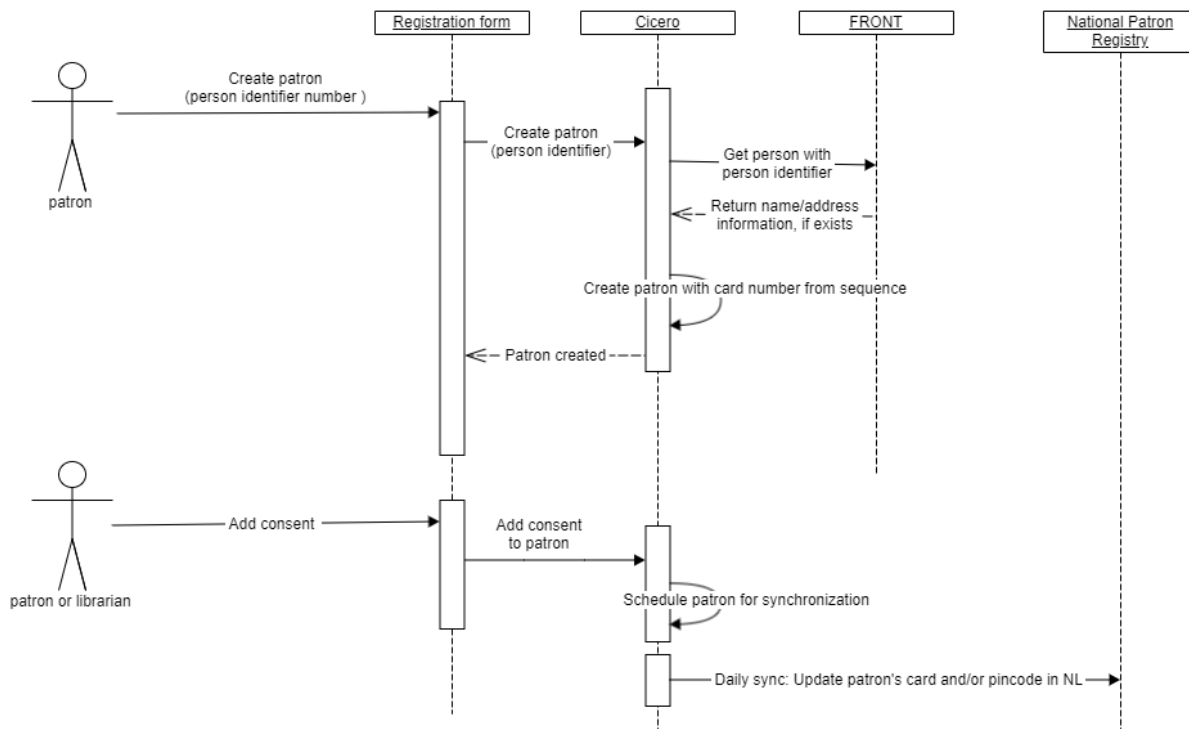 Registration form
Cicero
FRONT
National Patron
Registry
Create patron
(person identifier number )
Create patron
(person identifier)
Get person with
person identifier
patron
Return name/address
information, if exists
Create patron with card number from sequence
Patron created
Add consent
Add consent
to patron
patron or librarian
Schedule patron for synchronization
Daily sync: Update patron's card and/or pincode in NL